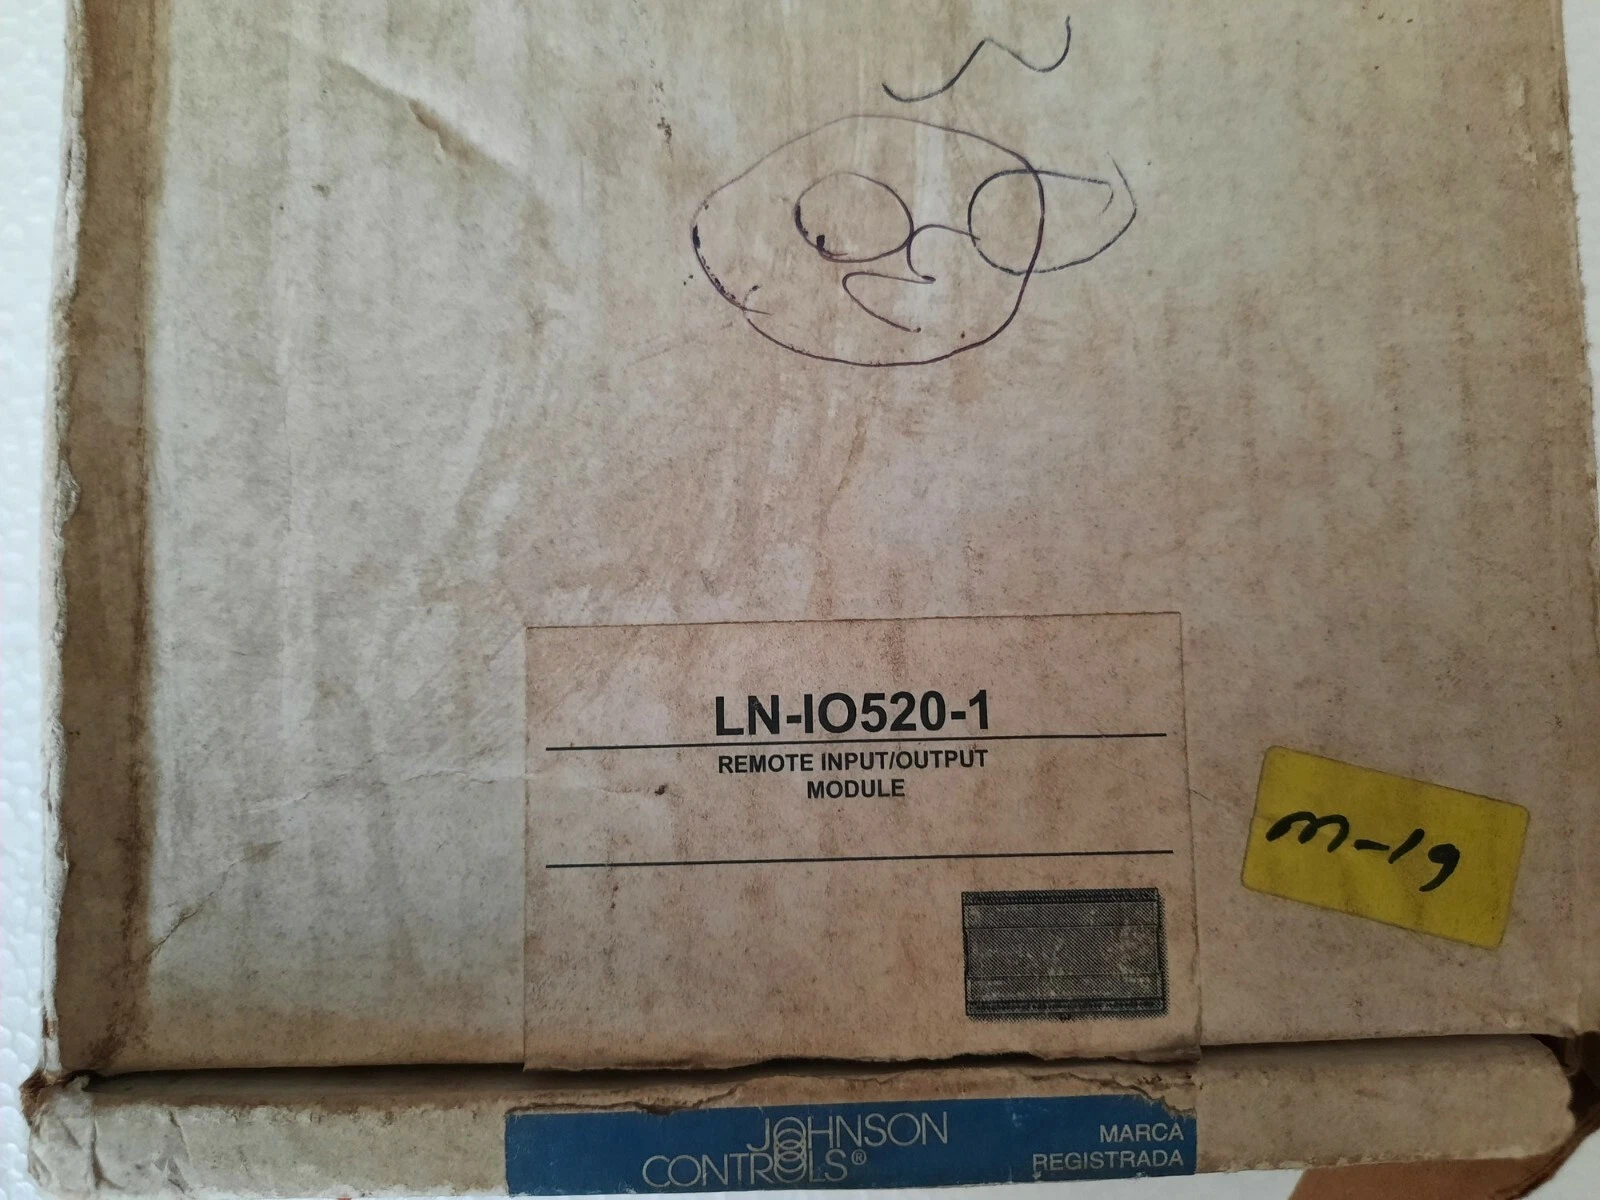 LN-IO520-1
REMOTE INPUT/OUTPUT
MODULE
m-19
JOHNSON
CONTROLS®
MARCA
REGISTRADA